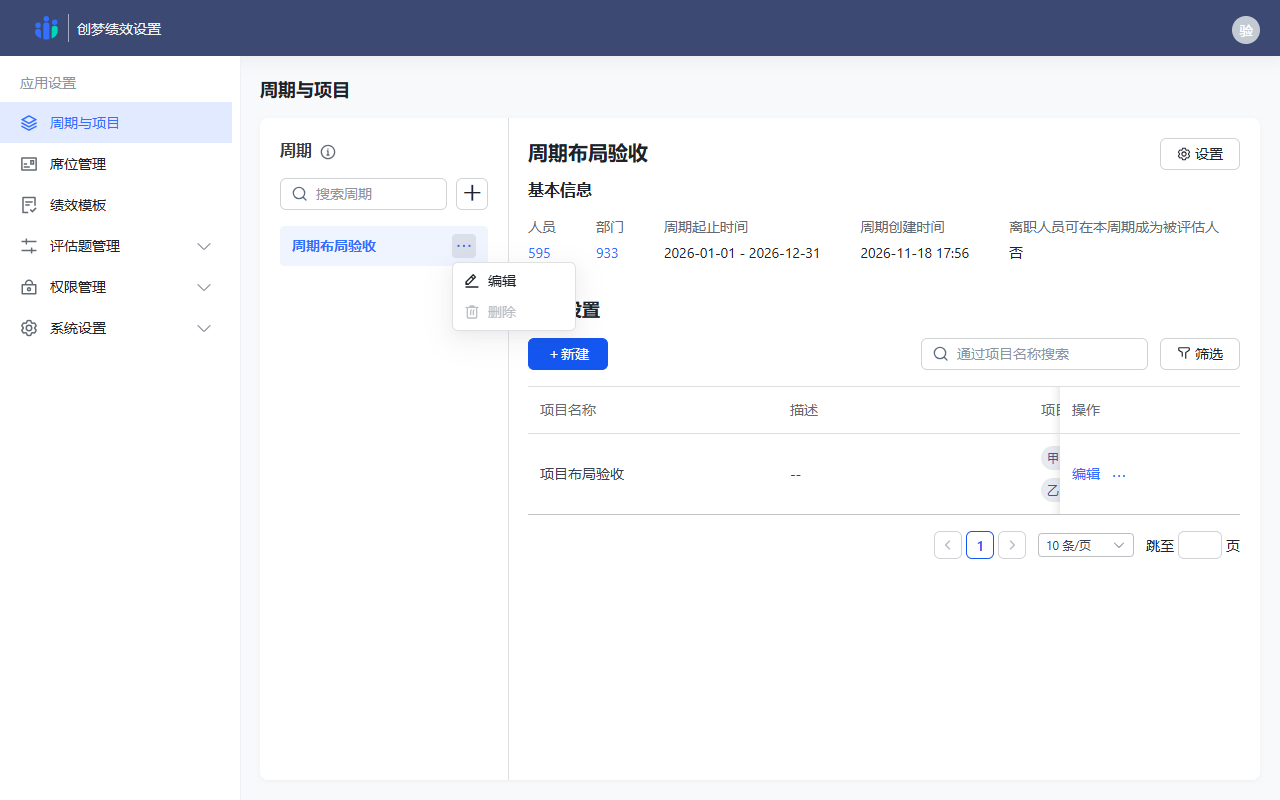 创梦绩效设置
验
应用设置
周期与项目
席位管理
绩效模板
评估题管理
权限管理
系统设置
周期与项目
周期
搜索周期
周期布局验收
编辑
删除
周期布局验收
设置
基本信息
人员 部门 周期起止时间 周期创建时间 离职人员可在本周期成为被评估人
595 933 2026-01-01 - 2026-12-31 2026-11-18 17:56 否
置
+ 新建
通过项目名称搜索
筛选
项目名称 描述 项 操作
项目布局验收 -- 甲 编辑 ···
乙
1
10 条/页
跳至 页